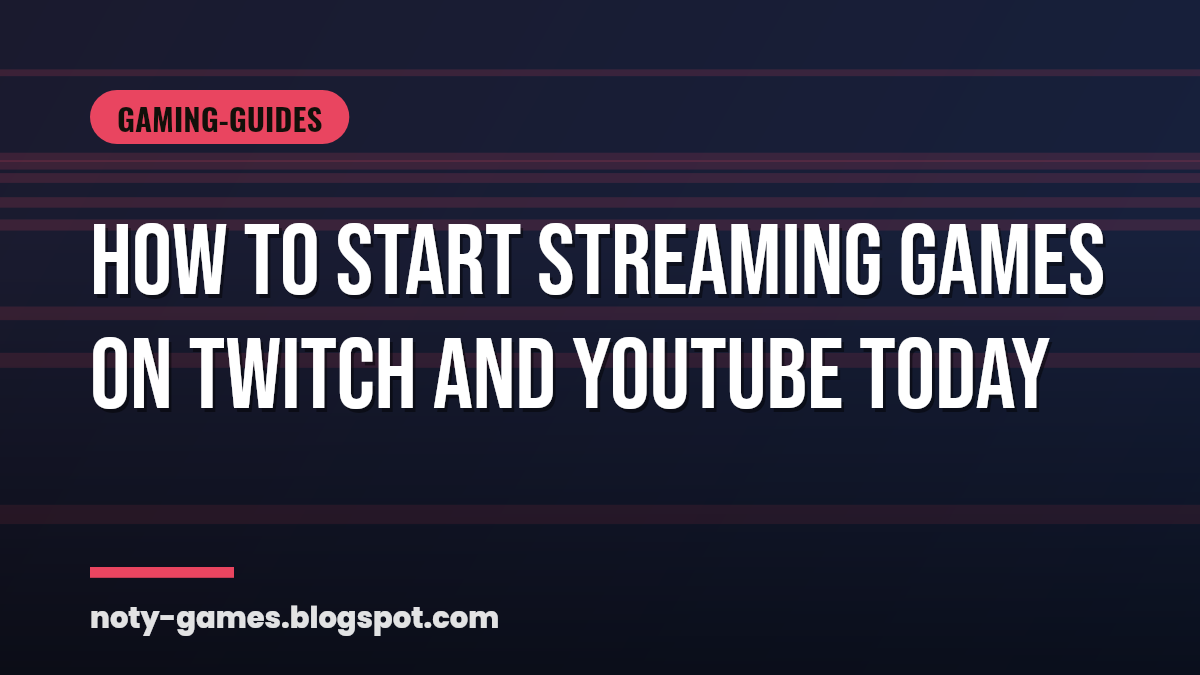 GAMING-GUIDES
HOW TO START STREAMING GAMES
ON TWITCH AND YOUTUBE TODAY
noty-games.blogspot.com